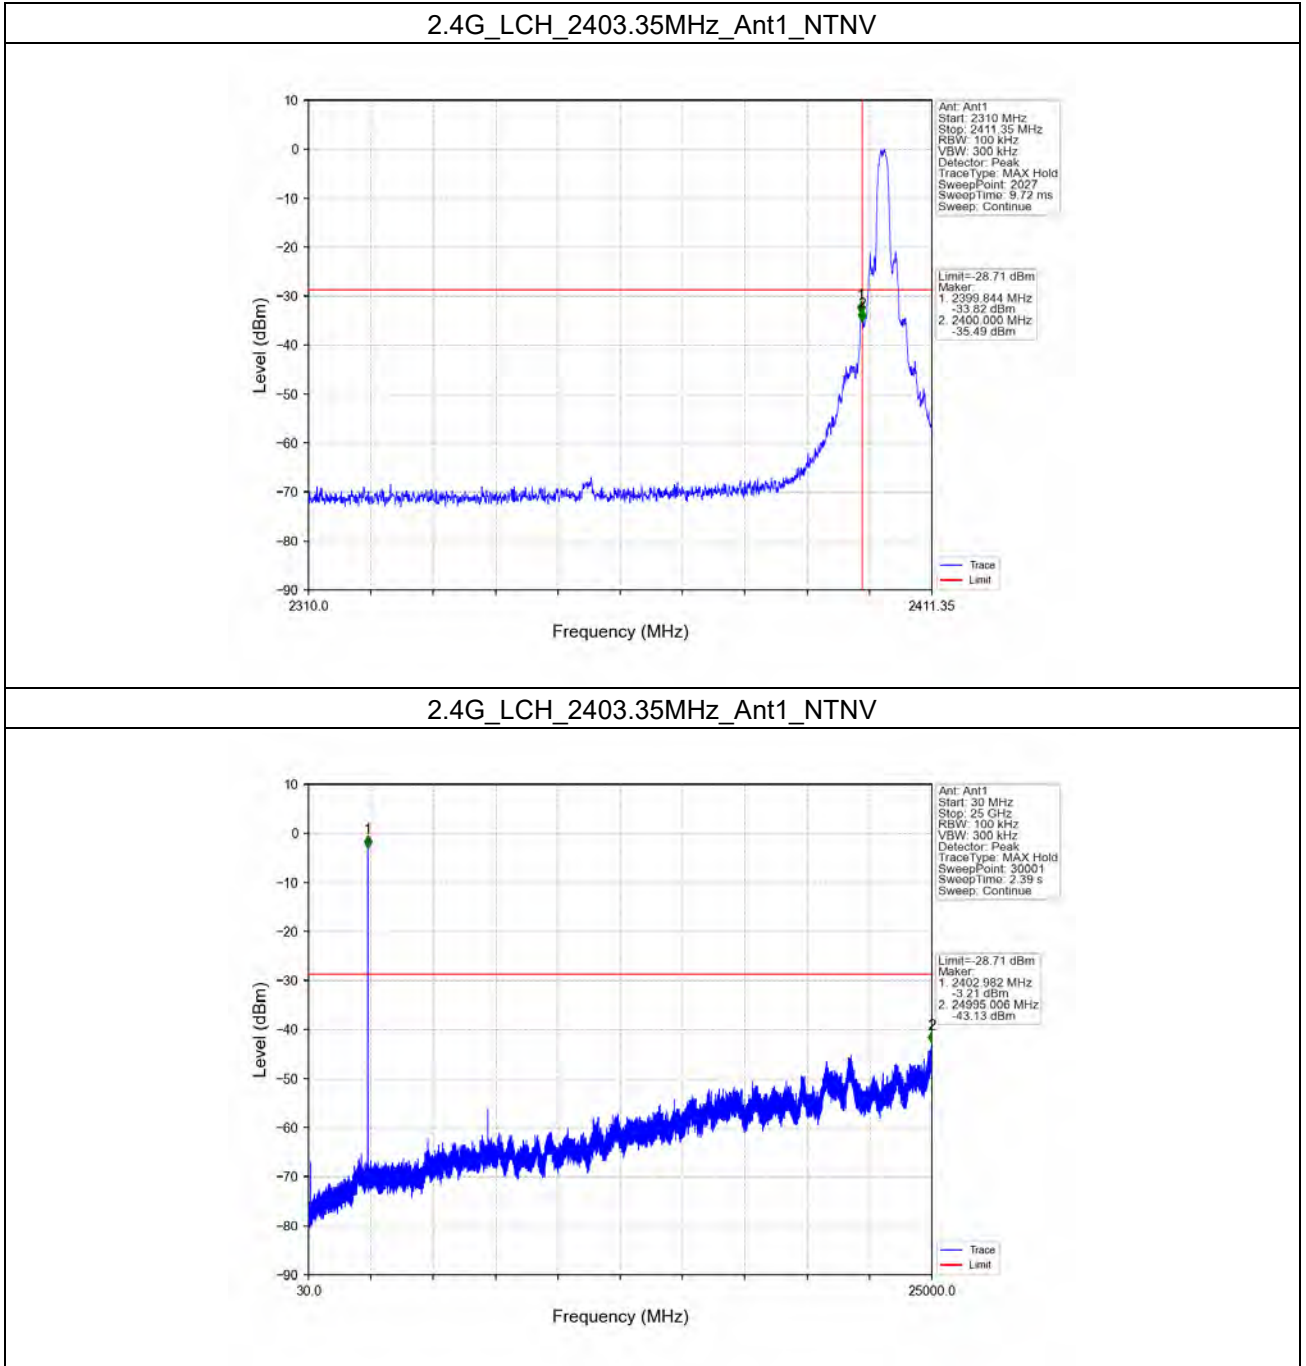 2.4G_LCH_2403.35MHz_Ant1_NTNV
10
0
−10
−20
−30
−40
−50
−60
−70
−80
−90
Level (dBm)
2310.0
2411.35
Frequency (MHz)
1
2
Ant: Ant1
Start: 2310 MHz
Stop: 2411.35 MHz
RBW: 100 kHz
VBW: 300 kHz
Detector: Peak
TraceType: MAX Hold
SweepPoint: 2027
SweepTime: 9.72 ms
Sweep: Continue
Limit=-28.71 dBm
Maker:
1. 2399.844 MHz
-33.82 dBm
2. 2400.000 MHz
-35.49 dBm
Trace
Limit
2.4G_LCH_2403.35MHz_Ant1_NTNV
10
0
−10
−20
−30
−40
−50
−60
−70
−80
−90
Level (dBm)
30.0
25000.0
Frequency (MHz)
1
2
Ant: Ant1
Start: 30 MHz
Stop: 25 GHz
RBW: 100 kHz
VBW: 300 kHz
Detector: Peak
TraceType: MAX Hold
SweepPoint: 30001
SweepTime: 2.39 s
Sweep: Continue
Limit=-28.71 dBm
Maker:
1. 2402.982 MHz
-3.21 dBm
2. 24995.006 MHz
-43.13 dBm
Trace
Limit